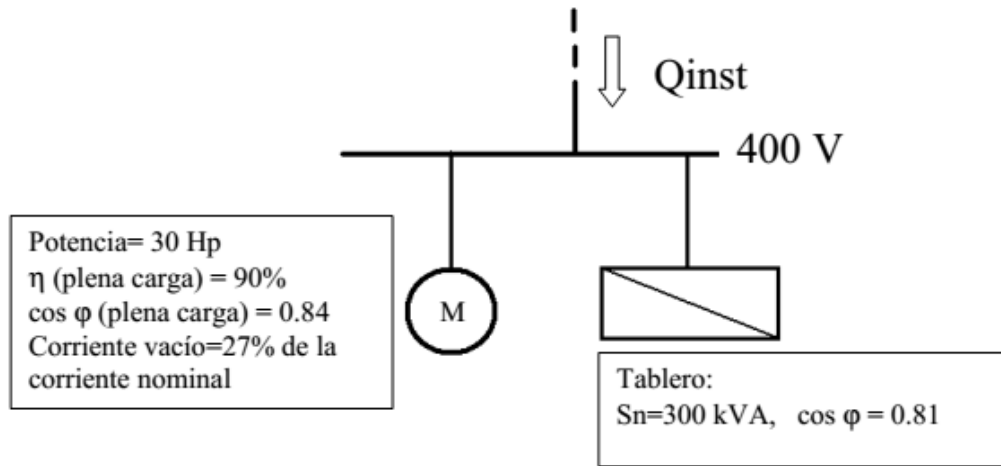 Qinst
400 V
Potencia= 30 Hp
η (plena carga) = 90%
cos φ (plena carga) = 0.84
Corriente vacío=27% de la
corriente nominal
M
Tablero:
Sn=300 kVA,   cos φ = 0.81